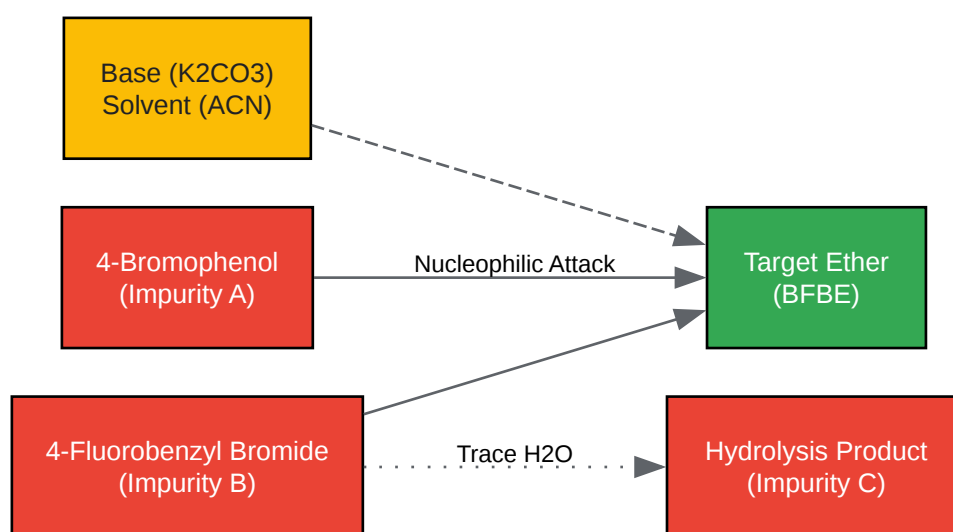 Base (K2CO3)
Solvent (ACN)
4-Bromophenol
(Impurity A)
Nucleophilic Attack
Target Ether
(BFBE)
4-Fluorobenzyl Bromide
(Impurity B)
Trace H2O
Hydrolysis Product
(Impurity C)